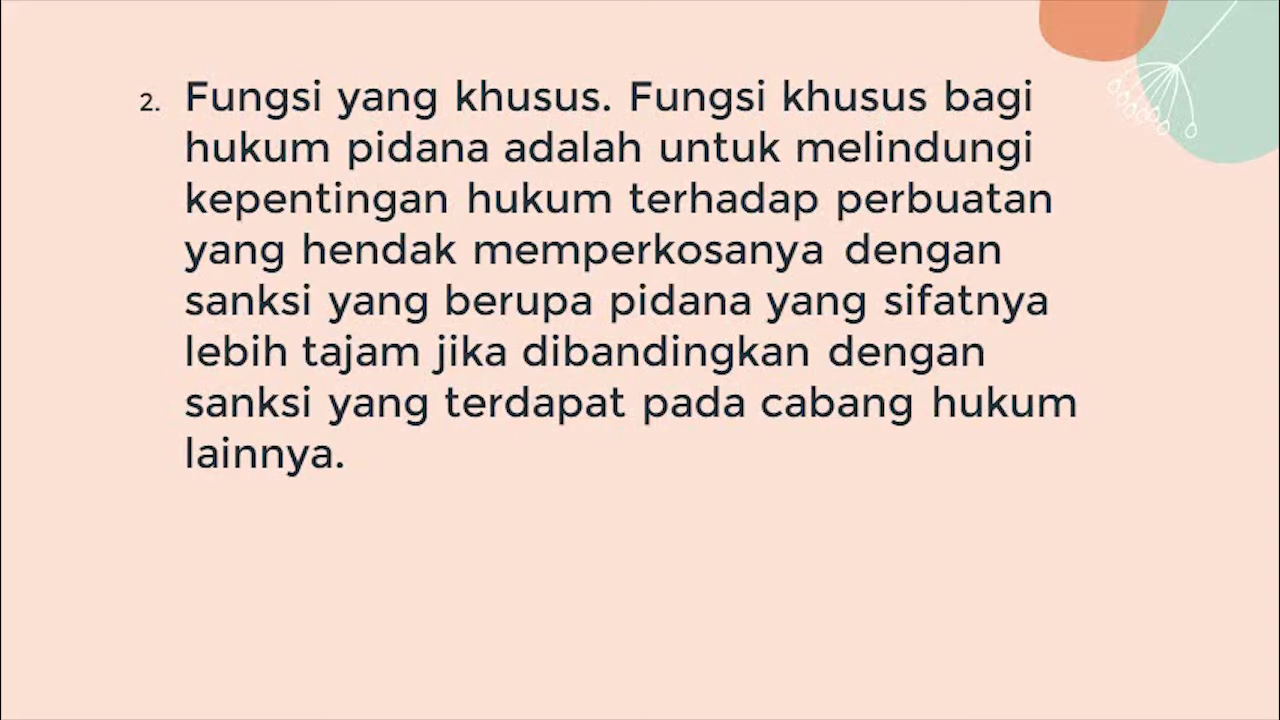 2. Fungsi yang khusus. Fungsi khusus bagi
hukum pidana adalah untuk melindungi
kepentingan hukum terhadap perbuatan
yang hendak memperkosanya dengan
sanksi yang berupa pidana yang sifatnya
lebih tajam jika dibandingkan dengan
sanksi yang terdapat pada cabang hukum
lainnya.